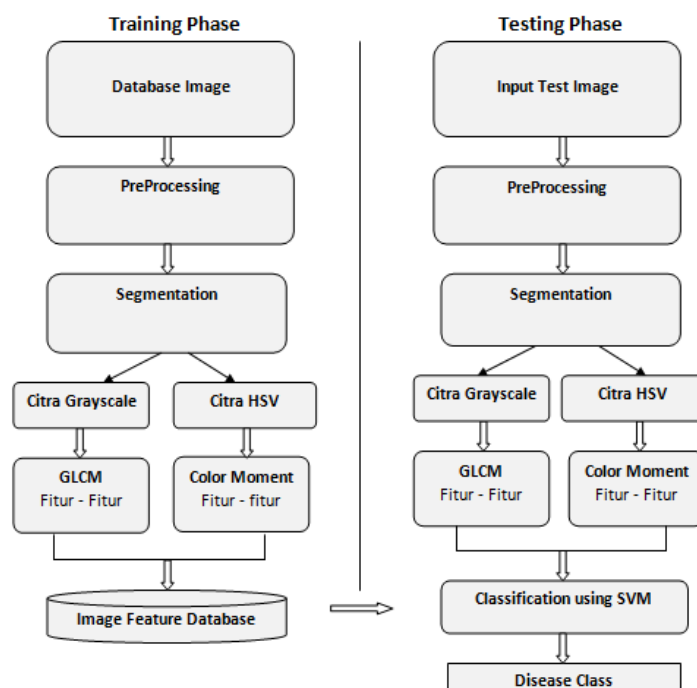 Training Phase
Database Image
PreProcessing
Segmentation
Citra Grayscale
Citra HSV
GLCM
Fitur - Fitur
Color Moment
Fitur - fitur
Image Feature Database
Testing Phase
Input Test Image
PreProcessing
Segmentation
Citra Grayscale
Citra HSV
GLCM
Fitur - Fitur
Color Moment
Fitur - Fitur
Classification using SVM
Disease Class